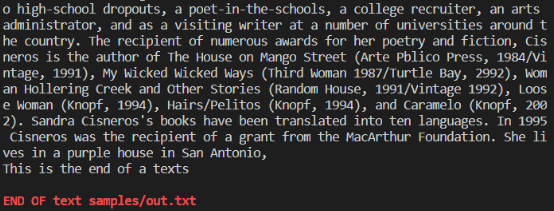 o high-school dropouts, a poet-in-the-schools, a college recruiter, an arts
administrator, and as a visiting writer at a number of universities around t
he country. The recipient of numerous awards for her poetry and fiction, Cis
neros is the author of The House on Mango Street (Arte Pblico Press, 1984/Vi
ntage, 1991), My Wicked Wicked Ways (Third Woman 1987/Turtle Bay, 2992), Wom
an Hollering Creek and Other Stories (Random House, 1991/Vintage 1992), Loos
e Woman (Knopf, 1994), Hairs/Pelitos (Knopf, 1994), and Caramelo (Knopf, 200
2). Sandra Cisneros's books have been translated into ten languages. In 1995
 Cisneros was the recipient of a grant from the MacArthur Foundation. She li
ves in a purple house in San Antonio,
This is the end of a texts

END OF text samples/out.txt